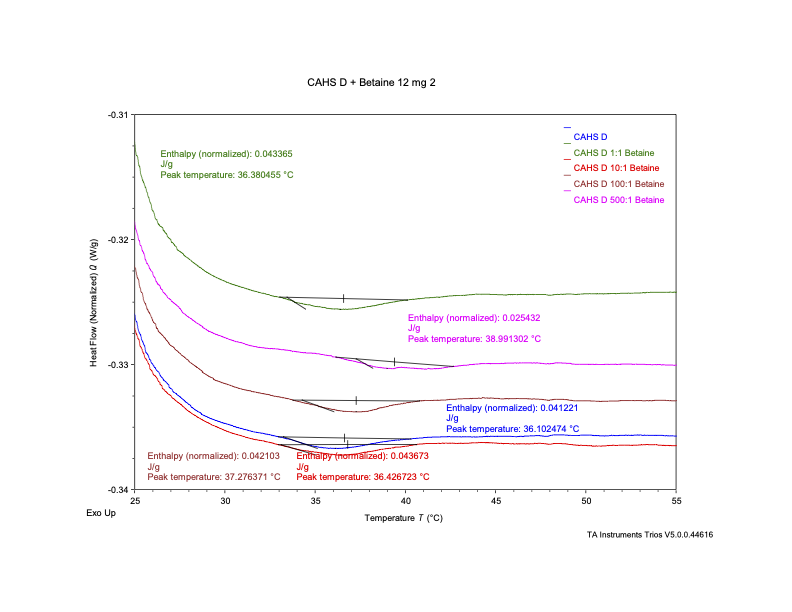 CAHS D + Betaine 12 mg 2
-0.31
-0.32
-0.33
-0.34
Heat Flow (Normalized) Q (W/g)
CAHS D
CAHS D 1:1 Betaine
CAHS D 10:1 Betaine
CAHS D 100:1 Betaine
CAHS D 500:1 Betaine
Enthalpy (normalized): 0.043365
J/g
Peak temperature: 36.380455 °C
Enthalpy (normalized): 0.025432
J/g
Peak temperature: 38.991302 °C
Enthalpy (normalized): 0.041221
J/g
Peak temperature: 36.102474 °C
Enthalpy (normalized): 0.042103
J/g
Peak temperature: 37.276371 °C
Enthalpy (normalized): 0.043673
J/g
Peak temperature: 36.426723 °C
25 30 35 40 45 50 55
Exo Up
Temperature T (°C)
TA Instruments Trios V5.0.0.44616